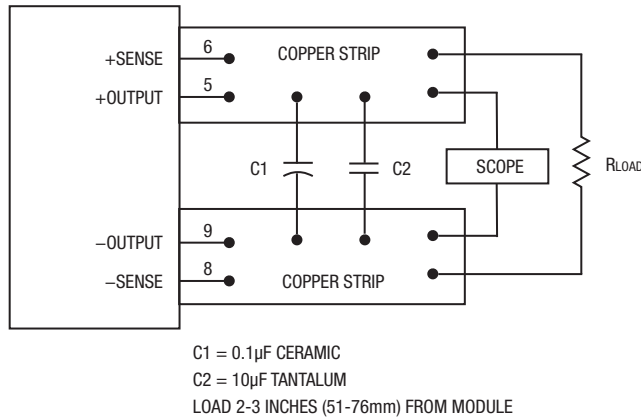 +SENSE 6 COPPER STRIP
+OUTPUT 5
C1 C2 SCOPE RLOAD
–OUTPUT 9
–SENSE 8 COPPER STRIP
C1 = 0.1µF CERAMIC
C2 = 10µF TANTALUM
LOAD 2-3 INCHES (51-76mm) FROM MODULE